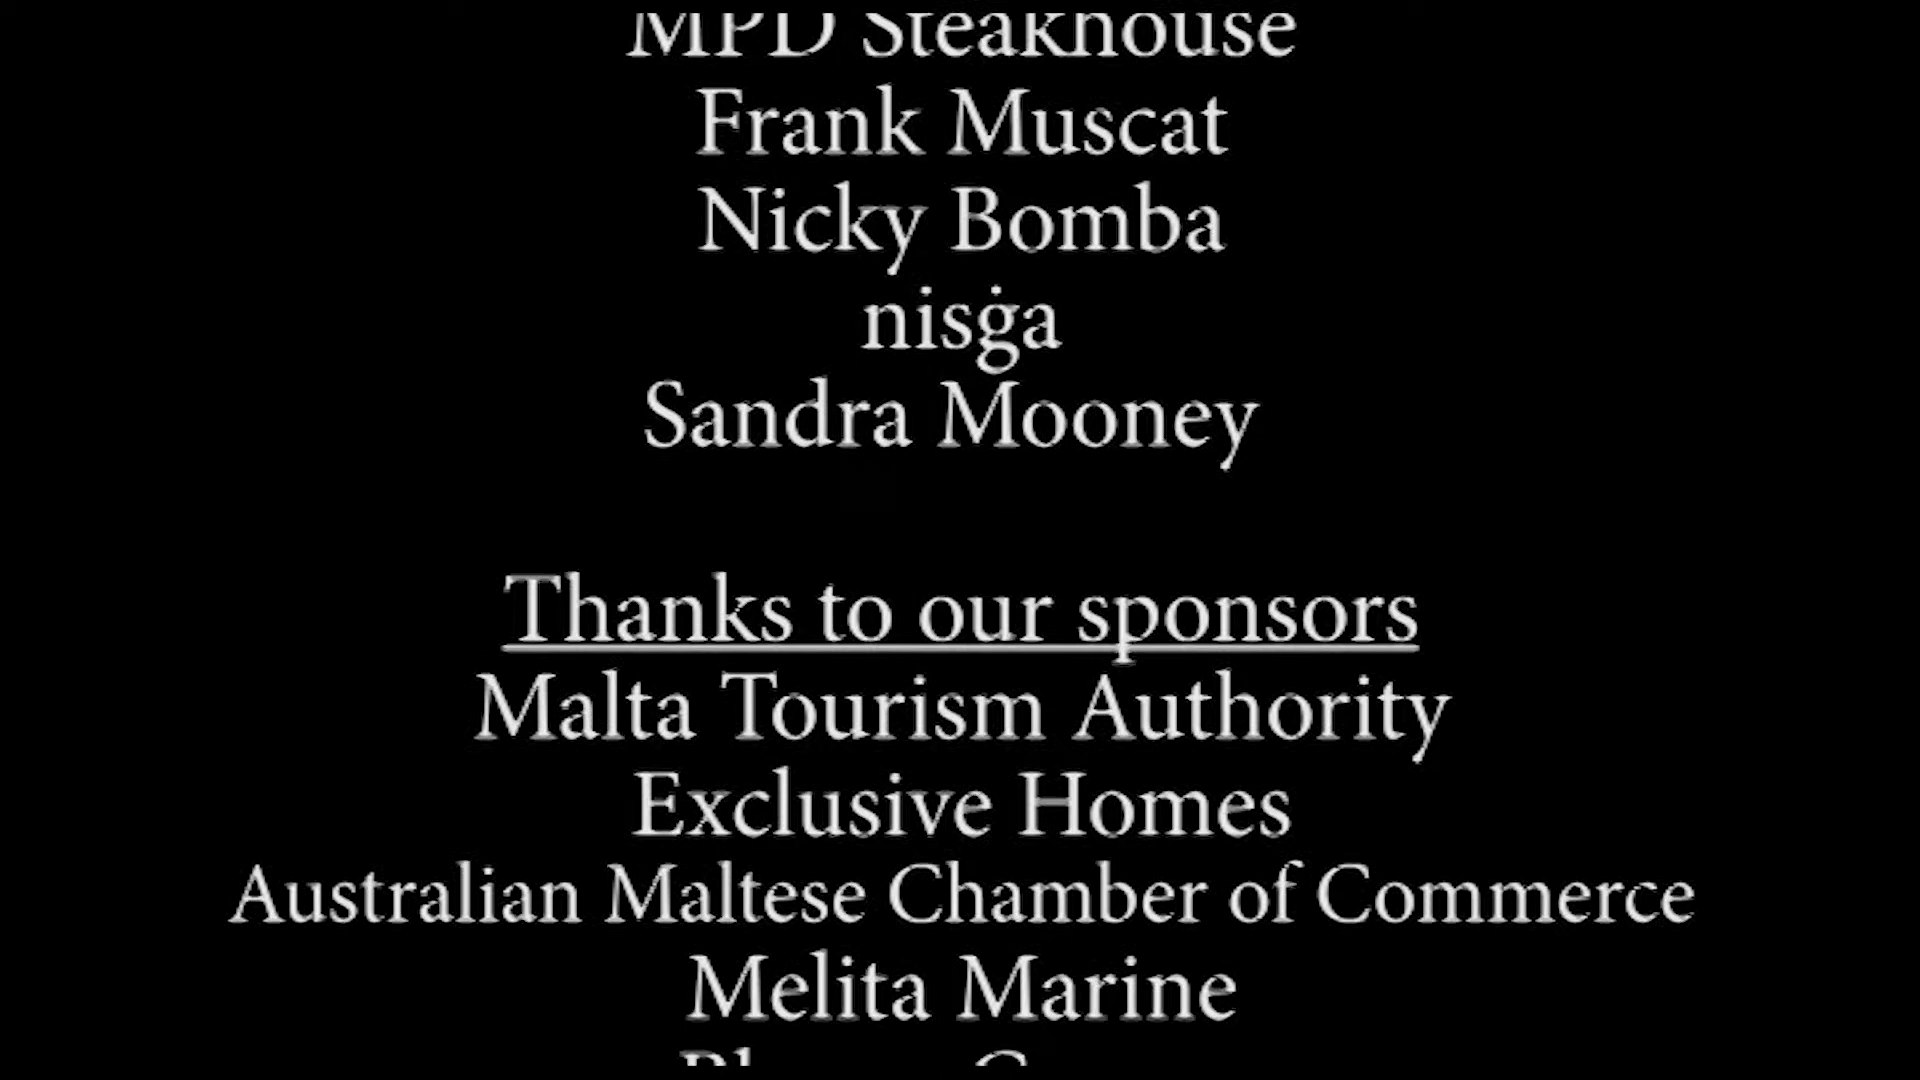 MPD Steakhouse
Frank Muscat
Nicky Bomba
nisġa
Sandra Mooney
Thanks to our sponsors
Malta Tourism Authority
Exclusive Homes
Australian Maltese Chamber of Commerce
Melita Marine